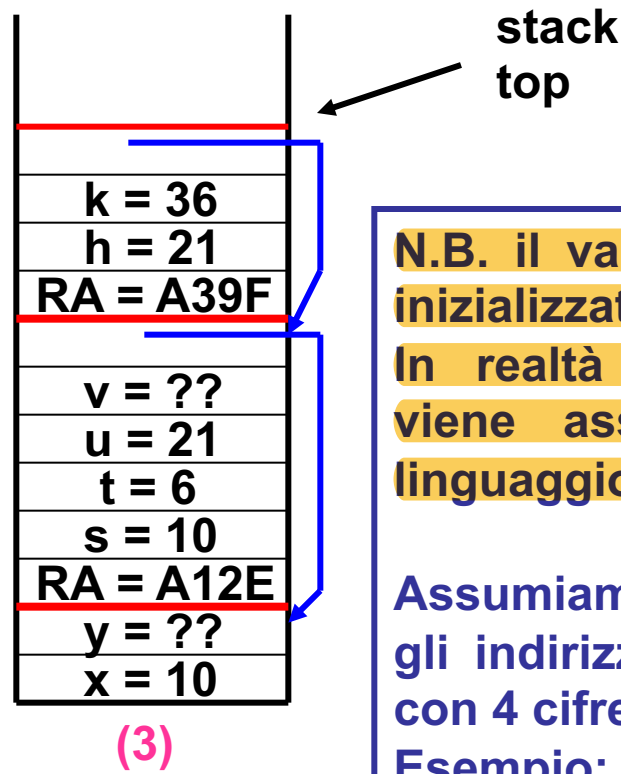 stack
top
k = 36
h = 21
RA = A39F
v = ??
u = 21
t = 6
s = 10
RA = A12E
y = ??
x = 10
(3)
N.B. il va
inizializzat
In realtà
viene ass
linguaggio
Assumiam
gli indirizz
con 4 cifre
Esempio: